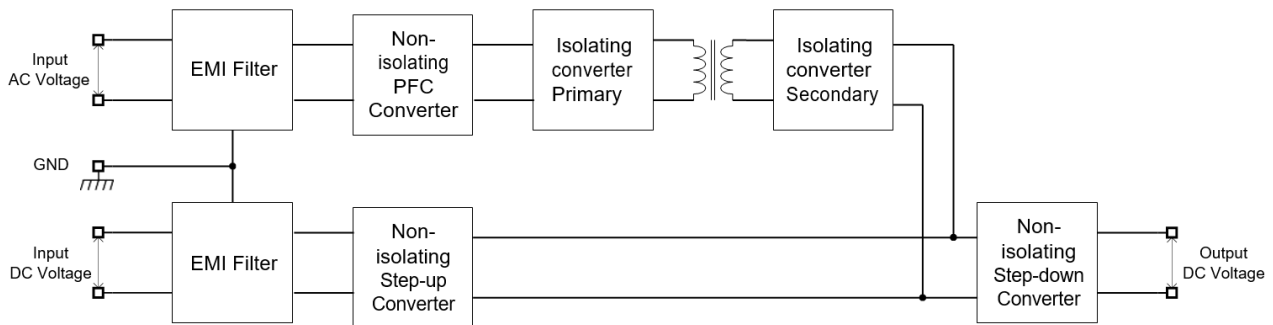 Input
AC Voltage
EMI Filter
Non-
isolating
PFC
Converter
Isolating
converter
Primary
Isolating
converter
Secondary
GND
Input
DC Voltage
EMI Filter
Non-
isolating
Step-up
Converter
Non-
isolating
Step-down
Converter
Output
DC Voltage